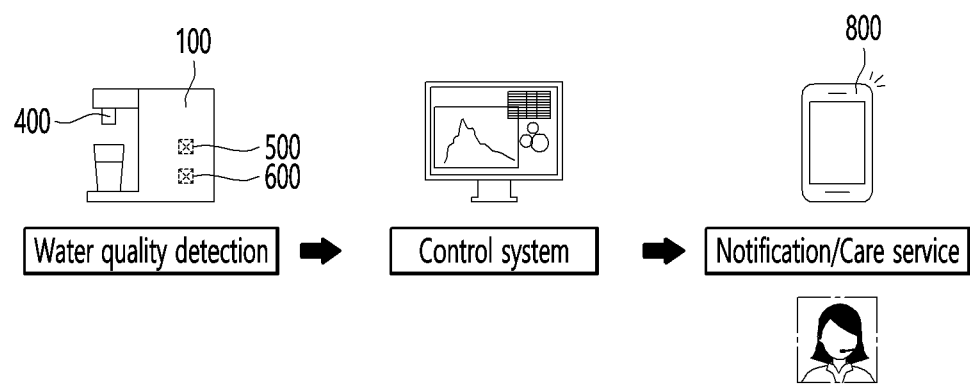 100
800
400
500
600
Water quality detection
Control system
Notification/Care service